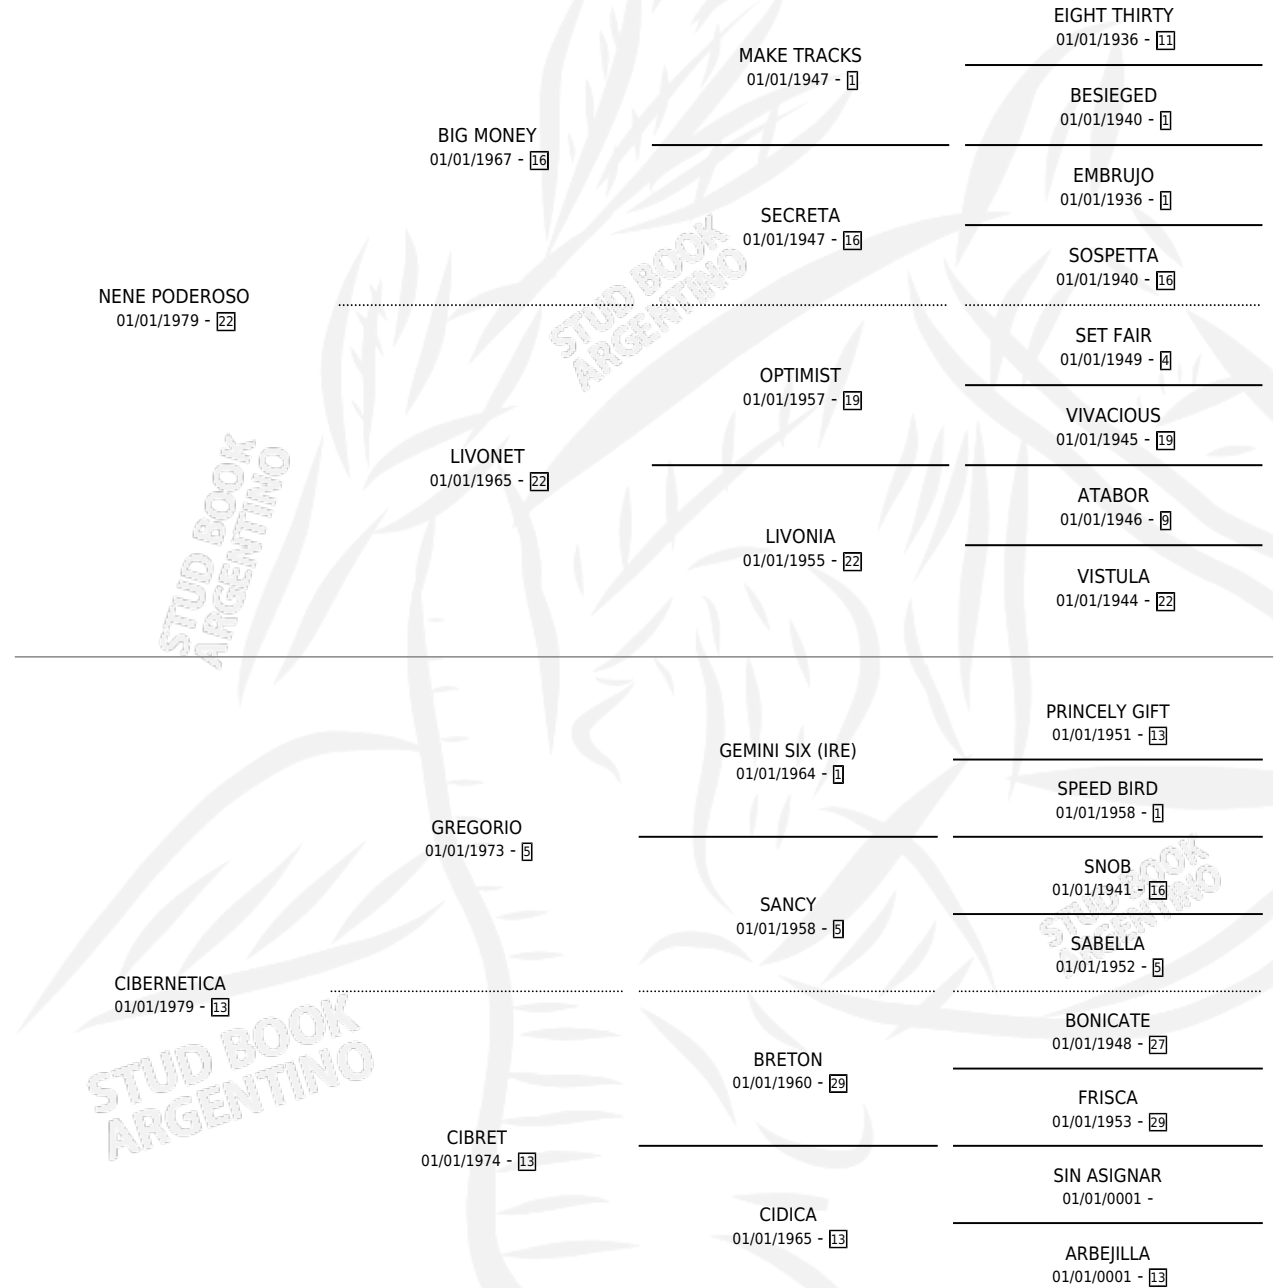 EIGHT THIRTY
01/01/1936 - 11
MAKE TRACKS
01/01/1947 - 1
BESIEGED
01/01/1940 - 1
BIG MONEY
01/01/1967 - 16
EMBRUJO
01/01/1936 - 1
SECRETA
01/01/1947 - 16
SOSPETTA
01/01/1940 - 16
NENE PODEROSO
01/01/1979 - 22
STUD BOOK
ARGENTINO
SET FAIR
01/01/1949 - 4
OPTIMIST
01/01/1957 - 19
VIVACIOUS
01/01/1945 - 19
LIVONET
01/01/1965 - 22
ATABOR
01/01/1946 - 9
LIVONIA
01/01/1955 - 22
VISTULA
01/01/1944 - 22
STUD BOOK
ARGENTINO
PRINCELY GIFT
01/01/1951 - 13
GEMINI SIX (IRE)
01/01/1964 - 1
SPEED BIRD
01/01/1958 - 1
GREGORIO
01/01/1973 - 5
SNOB
01/01/1941 - 16
SANCY
01/01/1958 - 5
SABELLA
01/01/1952 - 5
STUD BOOK
ARGENTINO
CIBERNETICA
01/01/1979 - 13
BONICATE
01/01/1948 - 27
BRETON
01/01/1960 - 29
FRISCA
01/01/1953 - 29
STUD BOOK
ARGENTINO
CIBRET
01/01/1974 - 13
SIN ASIGNAR
01/01/0001 -
CIDICA
01/01/1965 - 13
ARBEJILLA
01/01/0001 - 13